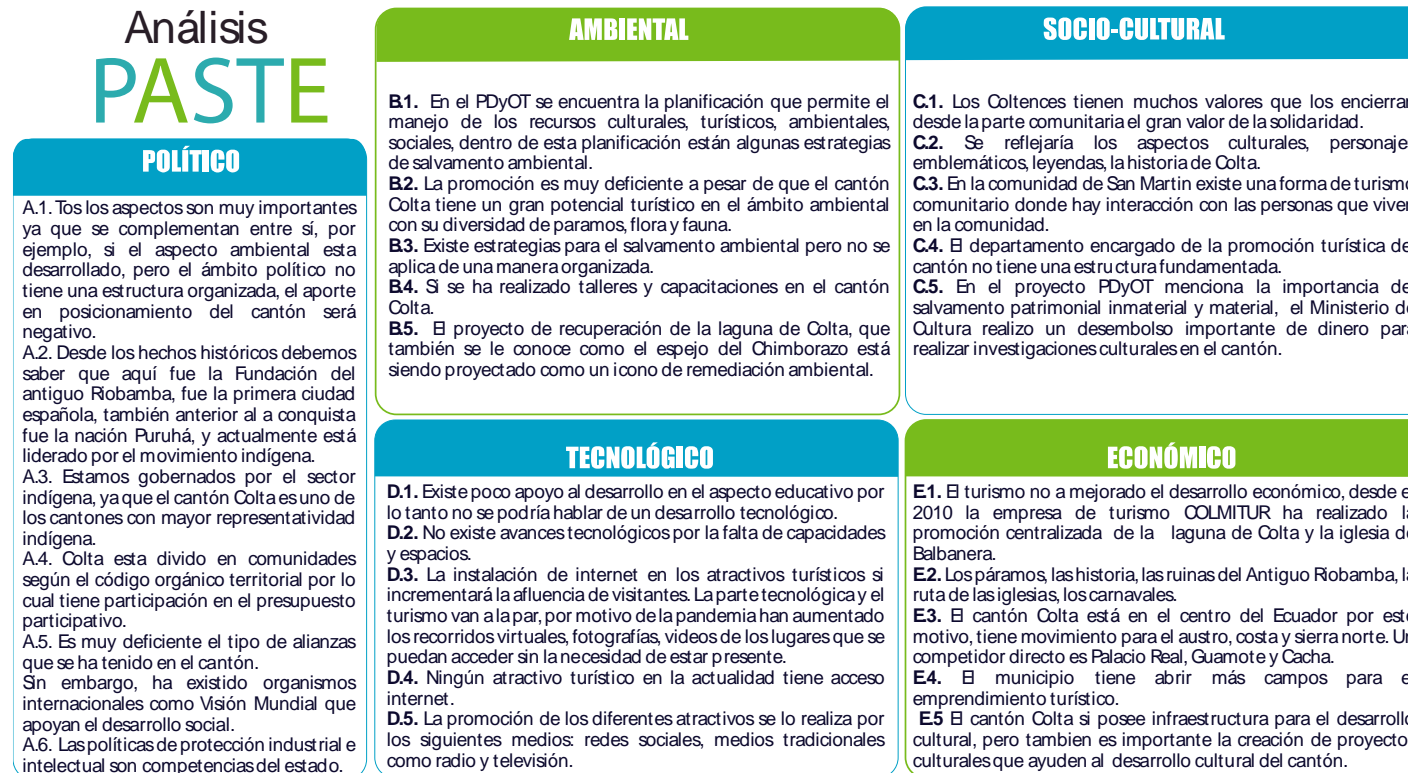 Análisis
PASTE
POLÍTICO
A.1. Tos los aspectos son muy importantes
ya que se complementan entre sí, por
ejemplo, si el aspecto ambiental esta
desarrollado, pero el ámbito político no
tiene una estructura organizada, el aporte
en posicionamiento del cantón será
negativo.
A.2. Desde los hechos históricos debemos
saber que aquí fue la Fundación del
antiguo Riobamba, fue la primera ciudad
española, también anterior al a conquista
fue la nación Puruhá, y actualmente está
liderado por el movimiento indígena.
A.3. Estamos gobernados por el sector
indígena, ya que el cantón Colta es uno de
los cantones con mayor representatividad
indígena.
A.4. Colta esta divido en comunidades
según el código orgánico territorial por lo
cual tiene participación en el presupuesto
participativo.
A.5. Es muy deficiente el tipo de alianzas
que se ha tenido en el cantón.
Sin embargo, ha existido organismos
internacionales como Visión Mundial que
apoyan el desarrollo social.
A.6. Las políticas de protección industrial e
intelectual son competencias del estado.
AMBIENTAL
B.1. En el PDyOT se encuentra la planificación que permite el
manejo de los recursos culturales, turísticos, ambientales,
sociales, dentro de esta planificación están algunas estrategias
de salvamento ambiental.
B.2. La promoción es muy deficiente a pesar de que el cantón
Colta tiene un gran potencial turístico en el ámbito ambiental
con su diversidad de paramos, flora y fauna.
B.3. Existe estrategias para el salvamento ambiental pero no se
aplica de una manera organizada.
B.4. Si se ha realizado talleres y capacitaciones en el cantón
Colta.
B.5. El proyecto de recuperación de la laguna de Colta, que
también se le conoce como el espejo del Chimborazo está
siendo proyectado como un icono de remediación ambiental.
SOCIO-CULTURAL
C.1. Los Coltences tienen muchos valores que los encierran
desde la parte comunitaria el gran valor de la solidaridad.
C.2. Se reflejaría los aspectos culturales, personaje
emblemáticos, leyendas, la historia de Colta.
C.3. En la comunidad de San Martin existe una forma de turismo
comunitario donde hay interacción con las personas que viven
en la comunidad.
C.4. El departamento encargado de la promoción turística de
cantón no tiene una estructura fundamentada.
C.5. En el proyecto PDyOT menciona la importancia de
salvamento patrimonial inmaterial y material, el Ministerio de
Cultura realizo un desembolso importante de dinero para
realizar investigaciones culturales en el cantón.
TECNOLÓGICO
D.1. Existe poco apoyo al desarrollo en el aspecto educativo por
lo tanto no se podría hablar de un desarrollo tecnológico.
D.2. No existe avances tecnológicos por la falta de capacidades
y espacios.
D.3. La instalación de internet en los atractivos turísticos si
incrementará la afluencia de visitantes. La parte tecnológica y el
turismo van a la par, por motivo de la pandemia han aumentado
los recorridos virtuales, fotografías, videos de los lugares que se
puedan acceder sin la necesidad de estar presente.
D.4. Ningún atractivo turístico en la actualidad tiene acceso
internet.
D.5. La promoción de los diferentes atractivos se lo realiza por
los siguientes medios: redes sociales, medios tradicionales
como radio y televisión.
ECONÓMICO
E.1. El turismo no a mejorado el desarrollo económico, desde el
2010 la empresa de turismo COLMITUR ha realizado la
promoción centralizada de la laguna de Colta y la iglesia de
Balbanera.
E.2. Los páramos, las historia, las ruinas del Antiguo Riobamba, la
ruta de las iglesias, los carnavales.
E.3. El cantón Colta está en el centro del Ecuador por este
motivo, tiene movimiento para el austro, costa y sierra norte. Un
competidor directo es Palacio Real, Guamote y Cacha.
E.4. El municipio tiene abrir más campos para el
emprendimiento turístico.
E.5 El cantón Colta si posee infraestructura para el desarrollo
cultural, pero tambien es importante la creación de proyecto
culturales que ayuden al desarrollo cultural del cantón.